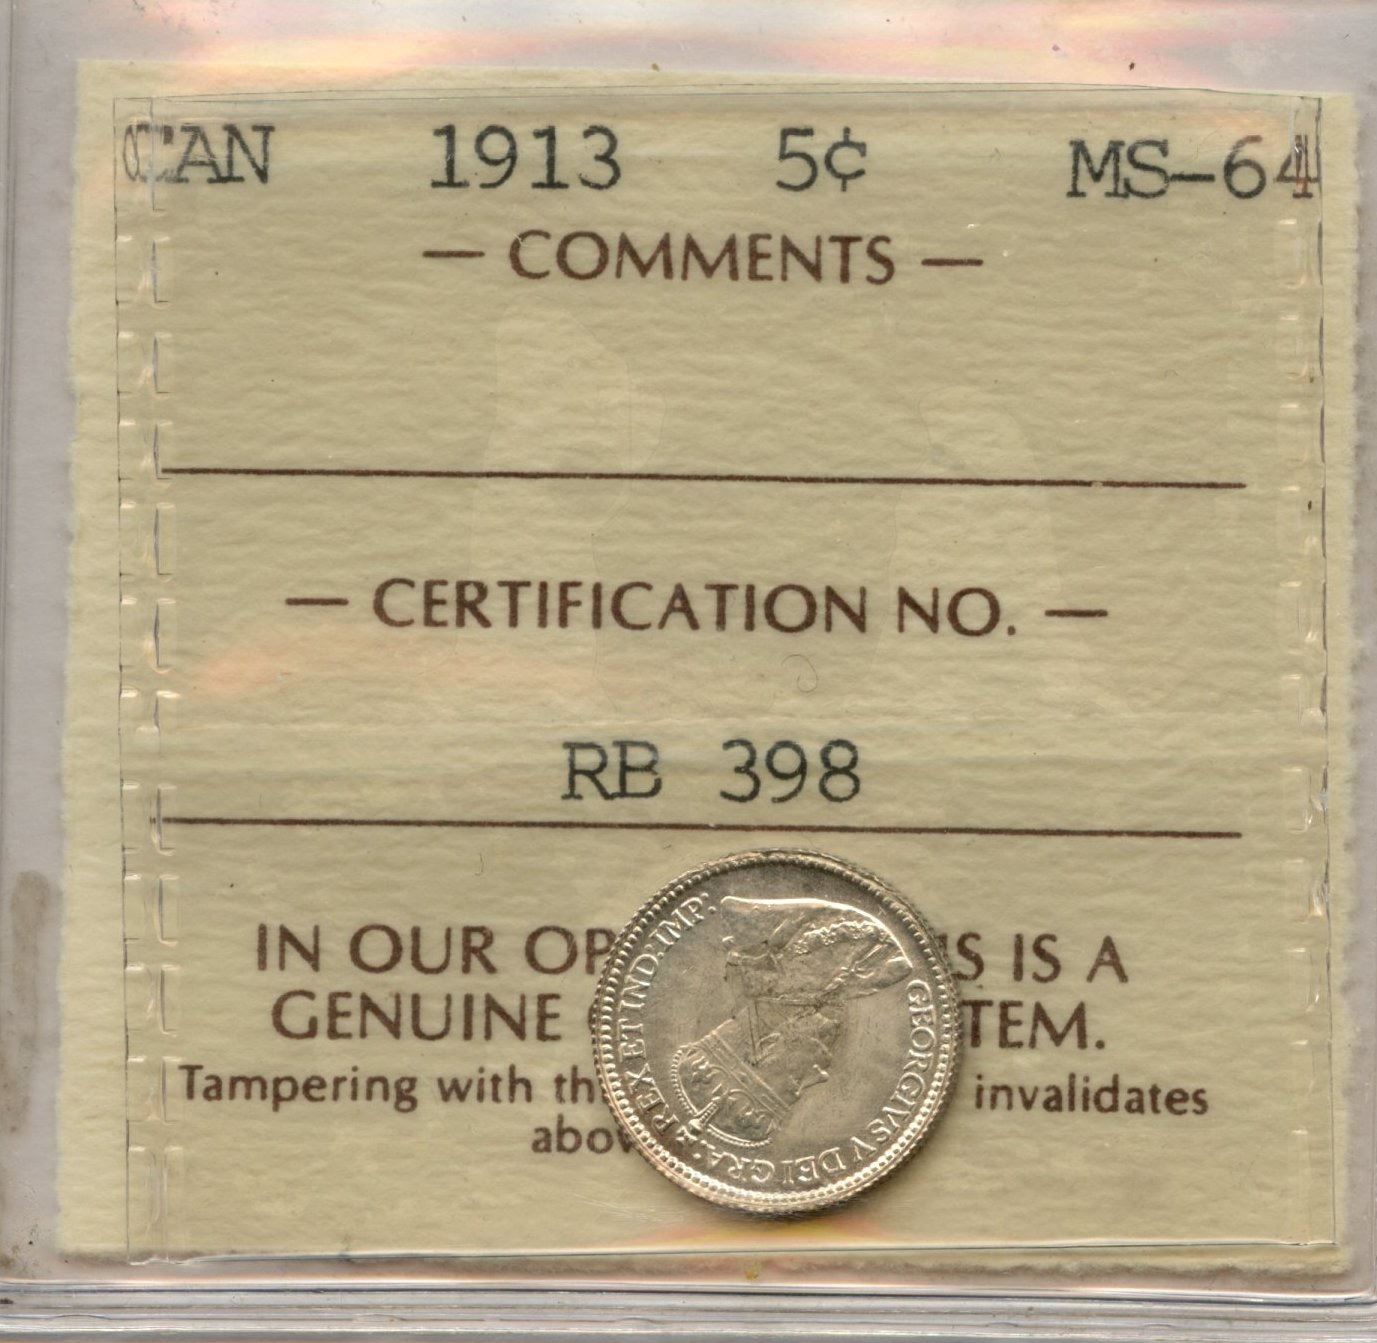 CAN 1913 5¢ MS-64
— COMMENTS —
— CERTIFICATION NO. —
RB 398
IN OUR OP IS A
GENUINE TEM.
Tampering with th invalidates
abov
GEORGIVS V DEI GRA: REX ET IND:IMP: